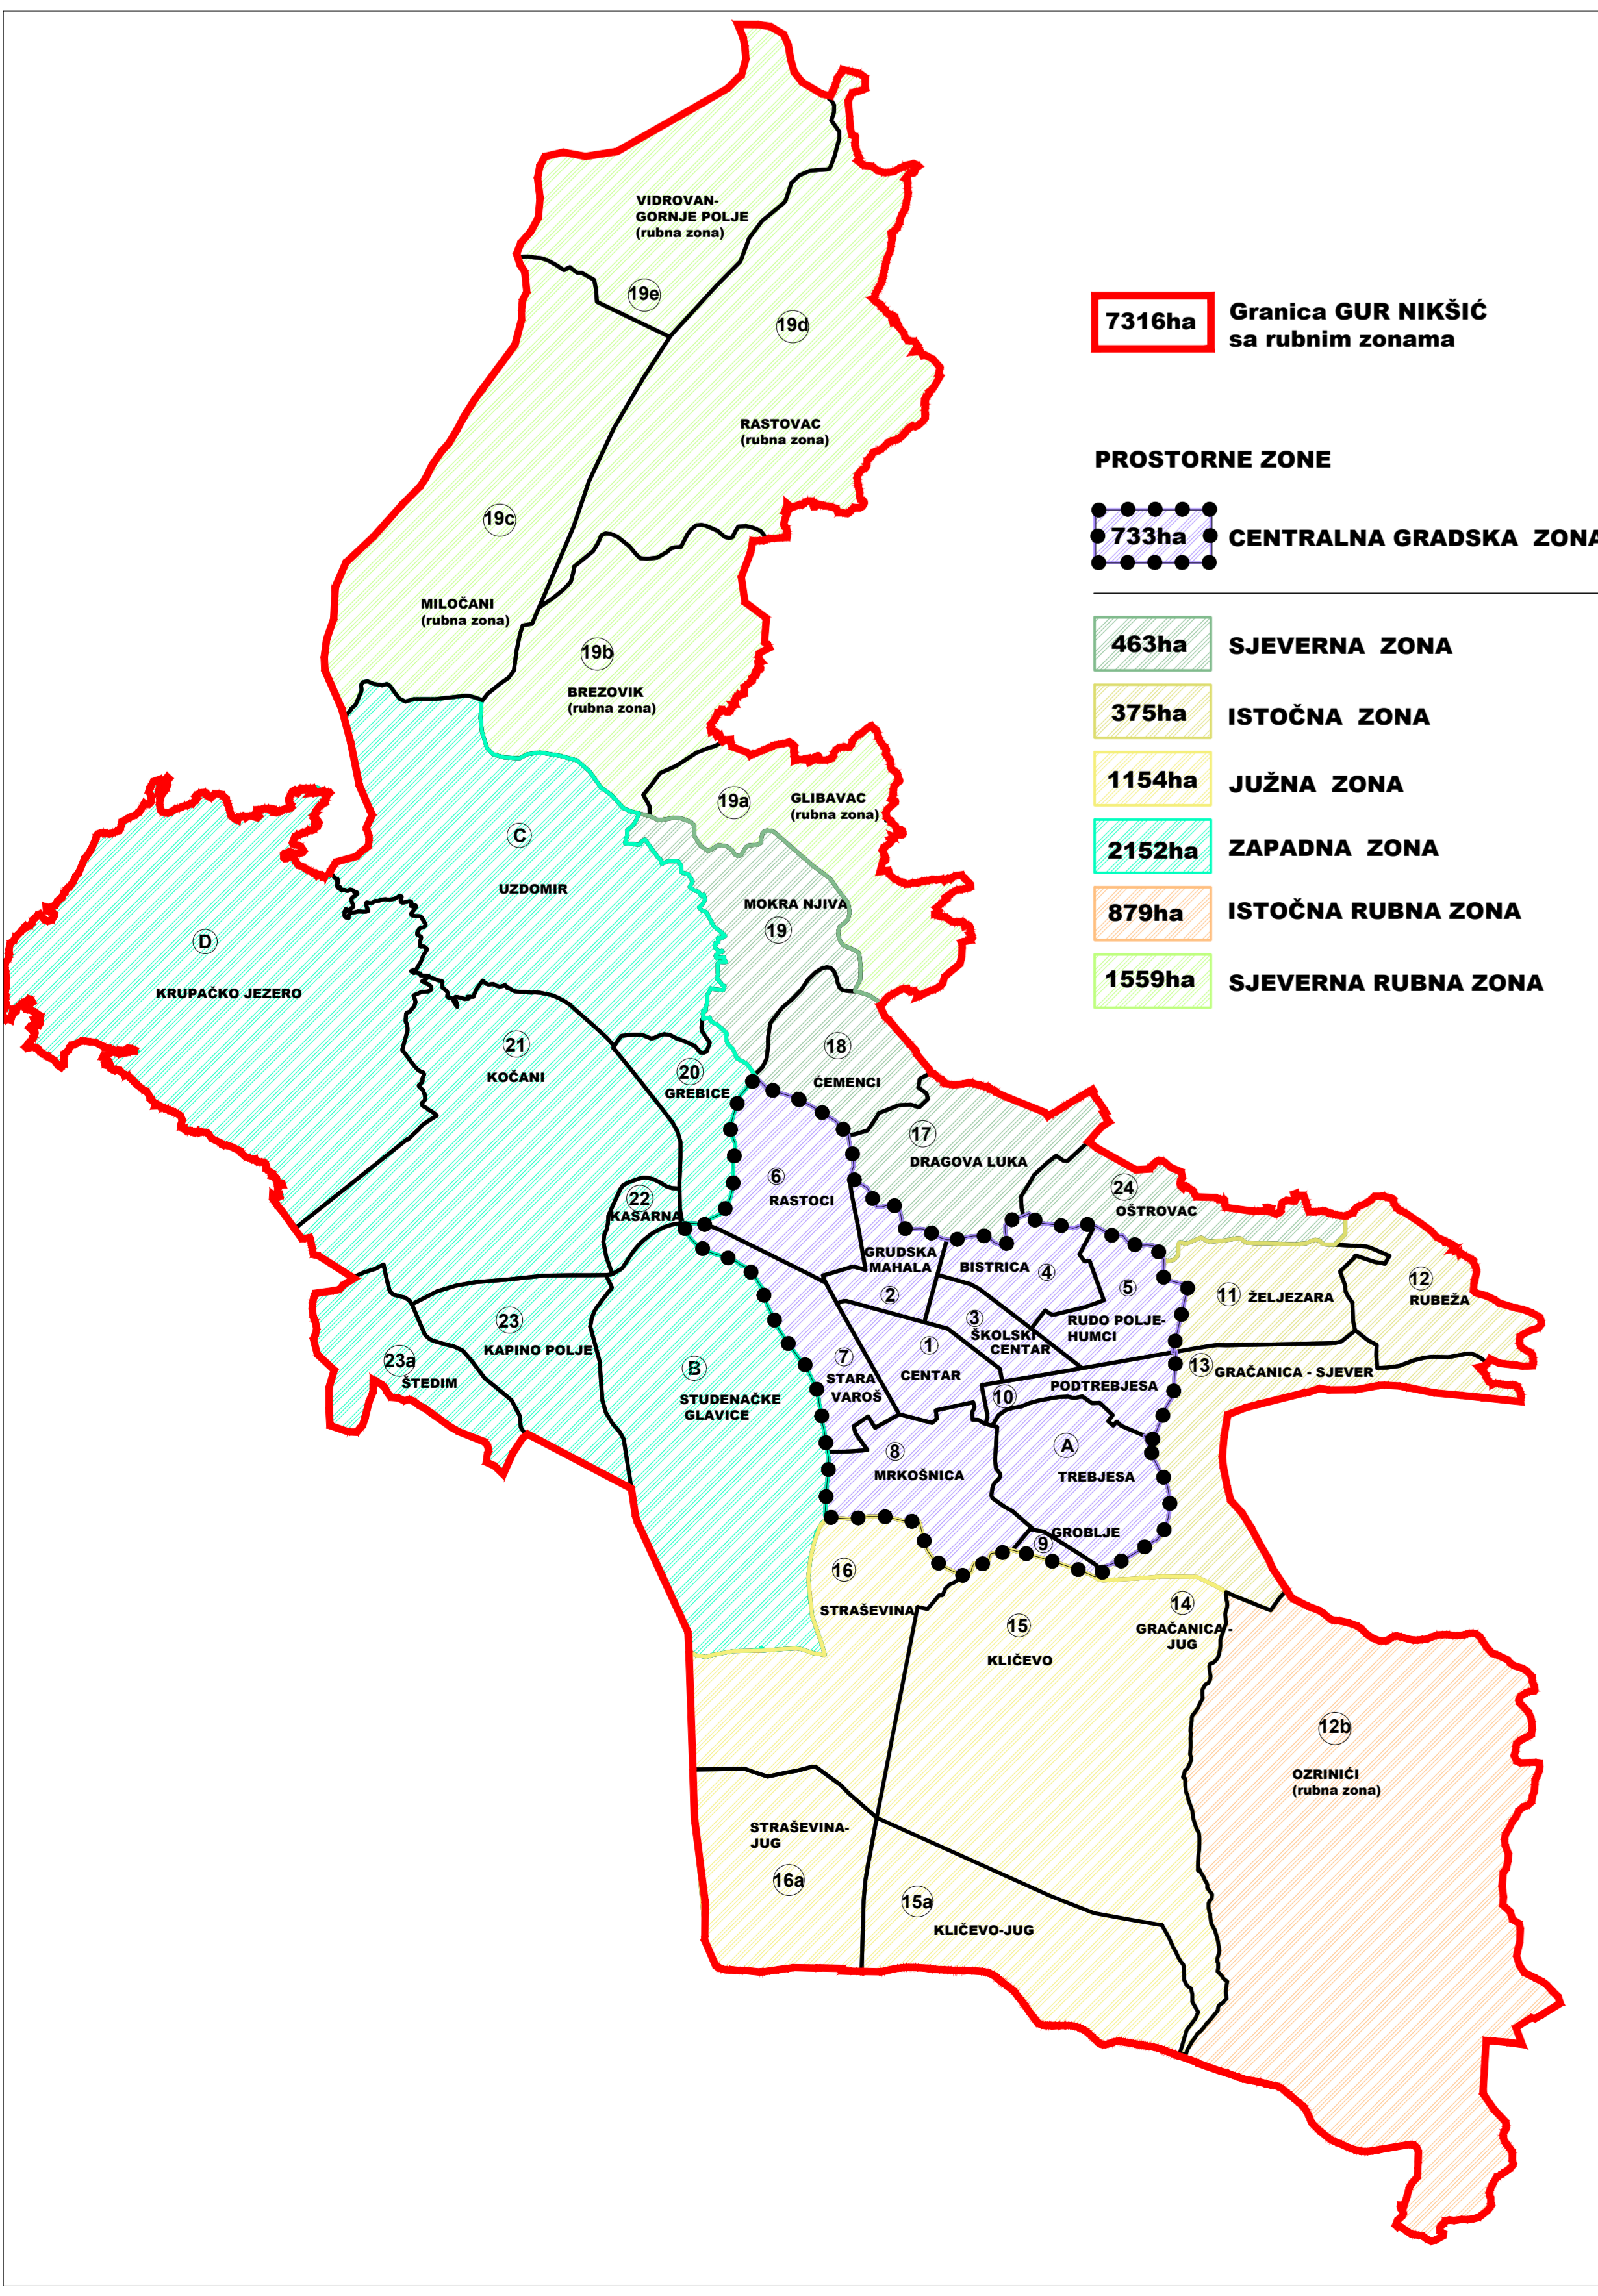 VIDROVAN-
GORNJE POLJE
(rubna zona)
19e
19d
RASTOVAC
(rubna zona)
19c
MILOČANI
(rubna zona)
19b
BREZOVIK
(rubna zona)
19a
GLIBAVAC
(rubna zona)
7316ha
Granica GUR NIKŠIĆ
sa rubnim zonama
PROSTORNE ZONE
733ha
CENTRALNA GRADSKA ZONA
463ha
SJEVERNA ZONA
375ha
ISTOČNA ZONA
1154ha
JUŽNA ZONA
2152ha
ZAPADNA ZONA
879ha
ISTOČNA RUBNA ZONA
1559ha
SJEVERNA RUBNA ZONA
C
UZDOMIR
D
KRUPAČKO JEZERO
MOKRA NJIVA
19
21
KOČANI
20
GREBICE
18
ĆEMENCI
17
DRAGOVA LUKA
24
OŠTROVAC
22
KASARNA
6
RASTOCI
GRUDSKA
MAHALA
2
BISTRICA
4
5
RUDO POLJE-
HUMCI
11 ŽELJEZARA
12
RUBEŽA
3
ŠKOLSKI
CENTAR
1
CENTAR
7
STARA
VAROŠ
13 GRAČANICA - SJEVER
10
PODTREBJESA
23
KAPINO POLJE
23a
ŠTEDIM
B
STUDENAČKE
GLAVICE
8
MRKOŠNICA
A
TREBJESA
GROBLJE
9
16
STRAŠEVINA
15
KLIČEVO
14
GRAČANICA -
JUG
12b
OZRINIĆI
(rubna zona)
STRAŠEVINA-
JUG
16a
15a
KLIČEVO-JUG